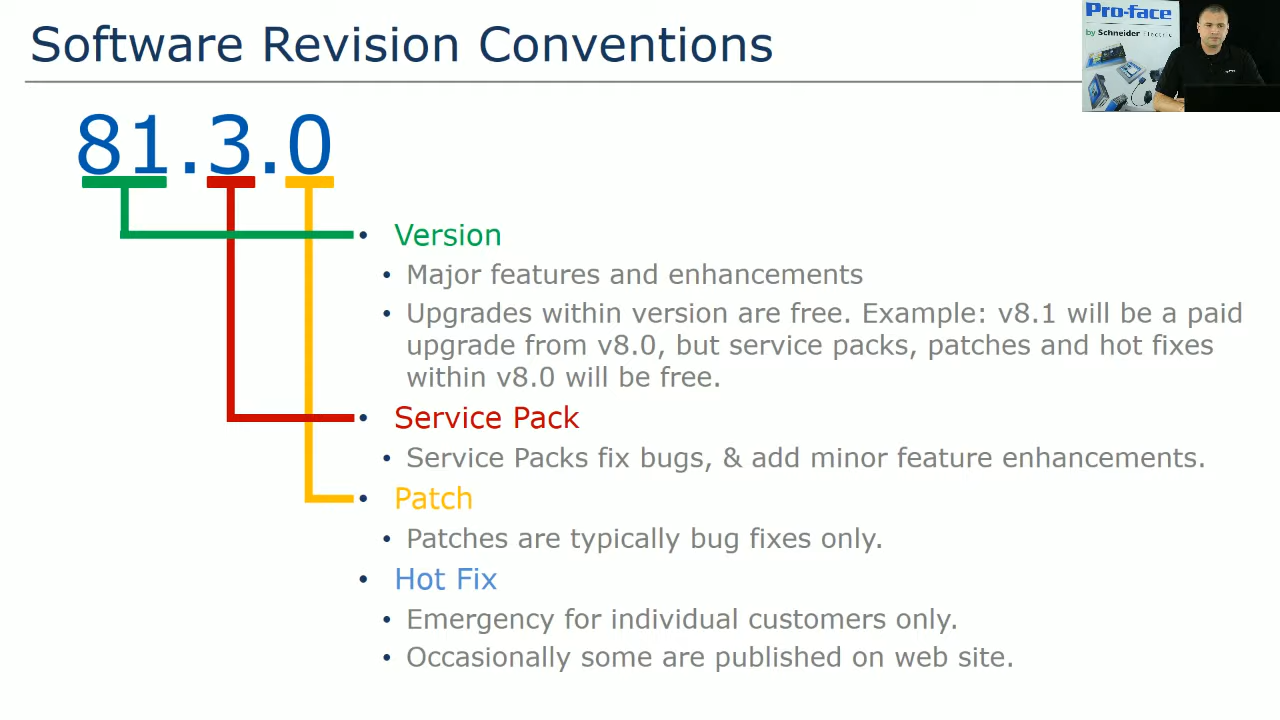 Software Revision Conventions
Pro-face
by Schneider Electric
81.3.0
• Version
• Major features and enhancements
• Upgrades within version are free. Example: v8.1 will be a paid
upgrade from v8.0, but service packs, patches and hot fixes
within v8.0 will be free.
• Service Pack
• Service Packs fix bugs, & add minor feature enhancements.
• Patch
• Patches are typically bug fixes only.
• Hot Fix
• Emergency for individual customers only.
• Occasionally some are published on web site.